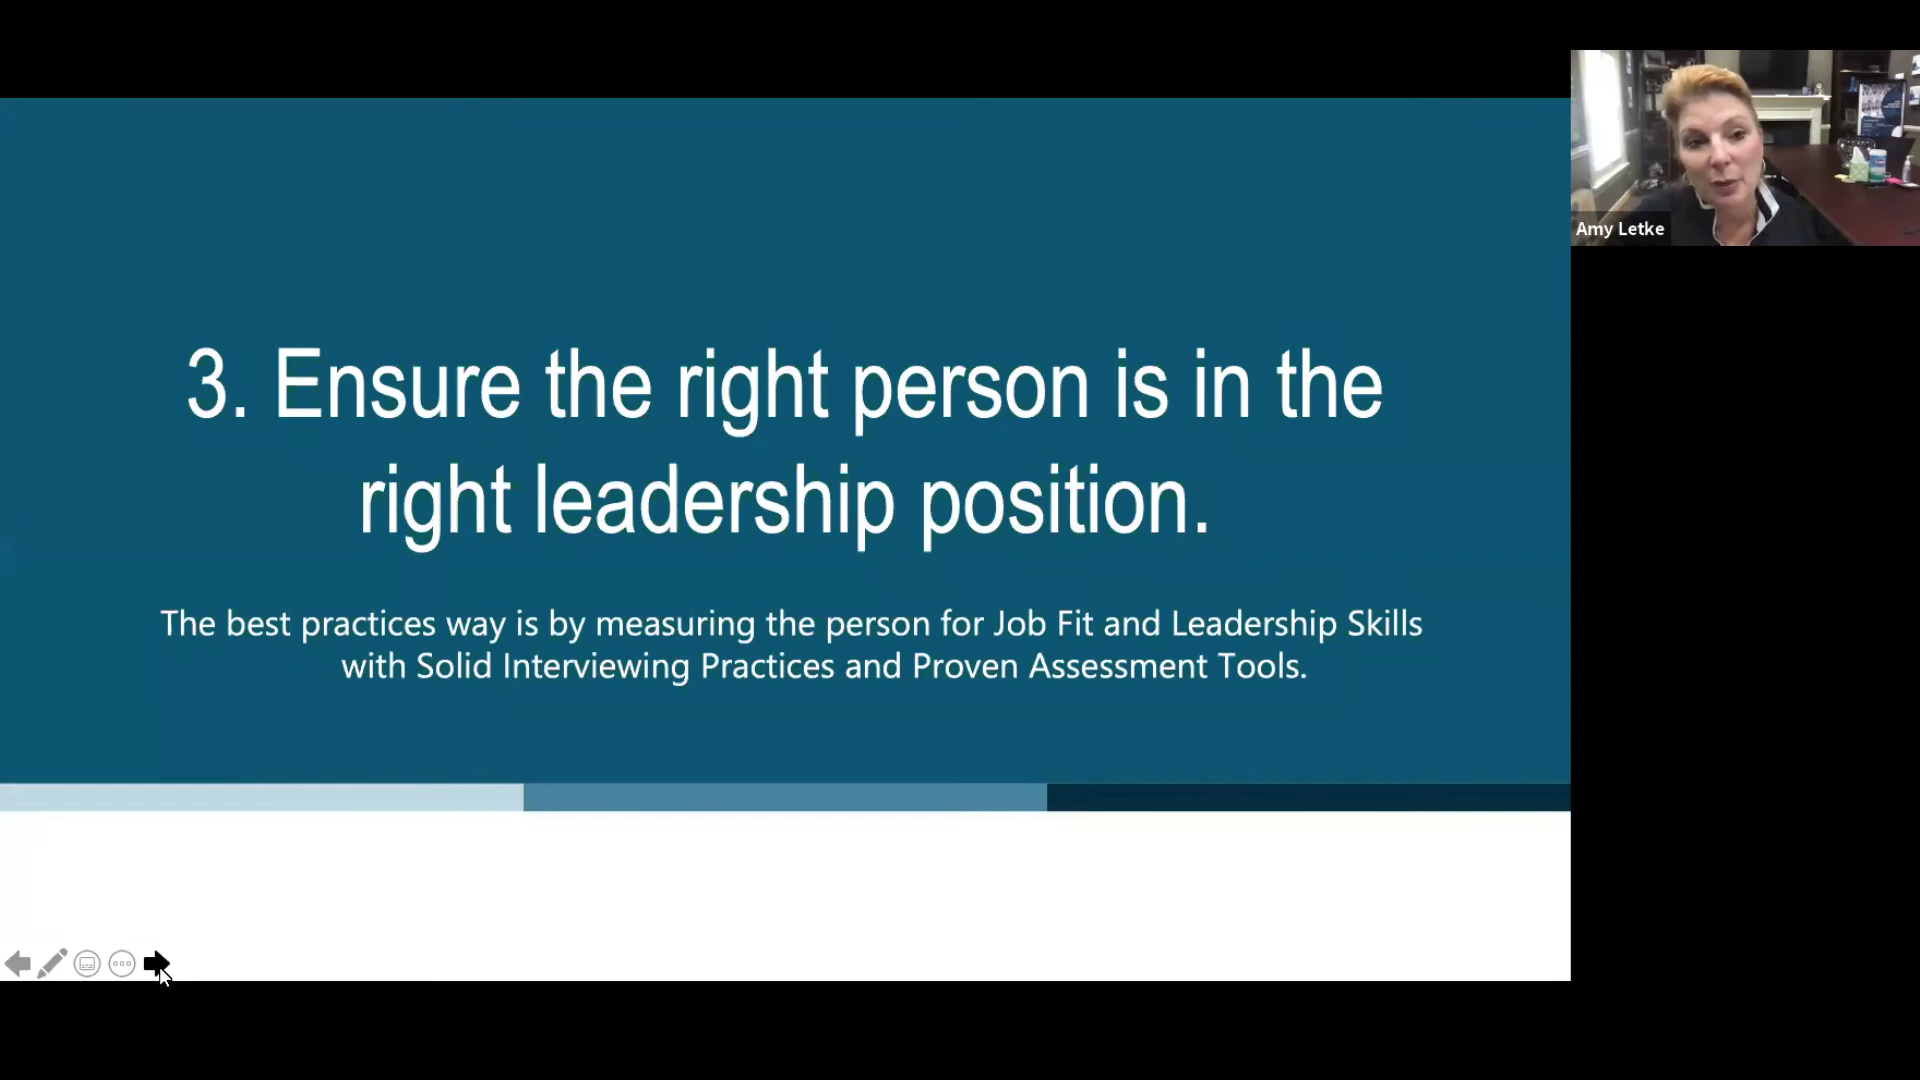 3. Ensure the right person is in the
right leadership position.
The best practices way is by measuring the person for Job Fit and Leadership Skills
with Solid Interviewing Practices and Proven Assessment Tools.
Amy Letke